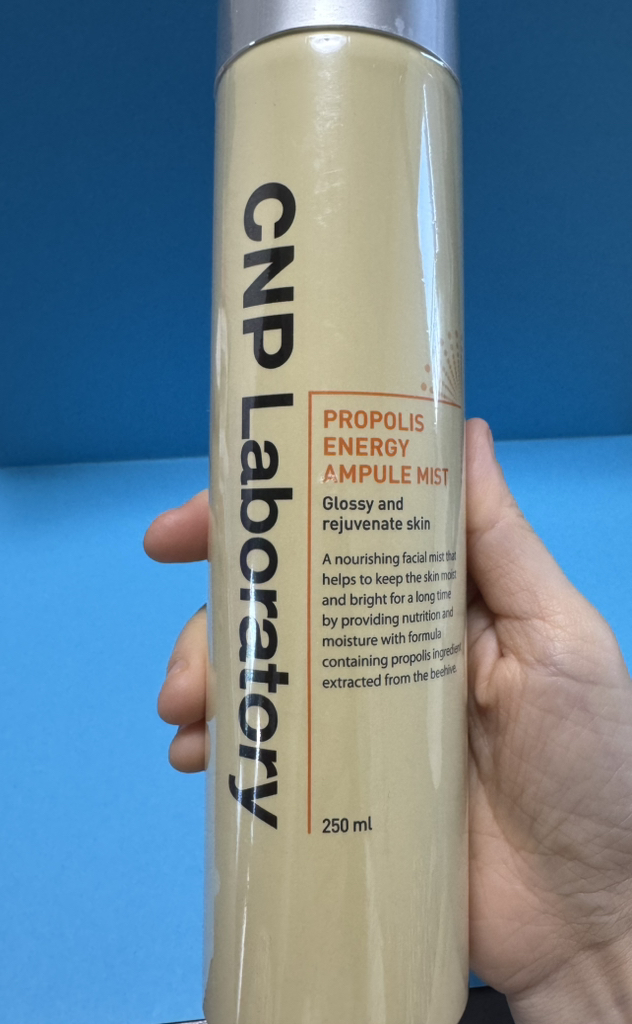 CNP Laboratory
PROPOLIS
ENERGY
AMPULE MIST
Glossy and
rejuvenate skin
A nourishing facial mist that
helps to keep the skin moist
and bright for a long time
by providing nutrition and
moisture with formula
containing propolis
extracted from the beehive.
250 ml